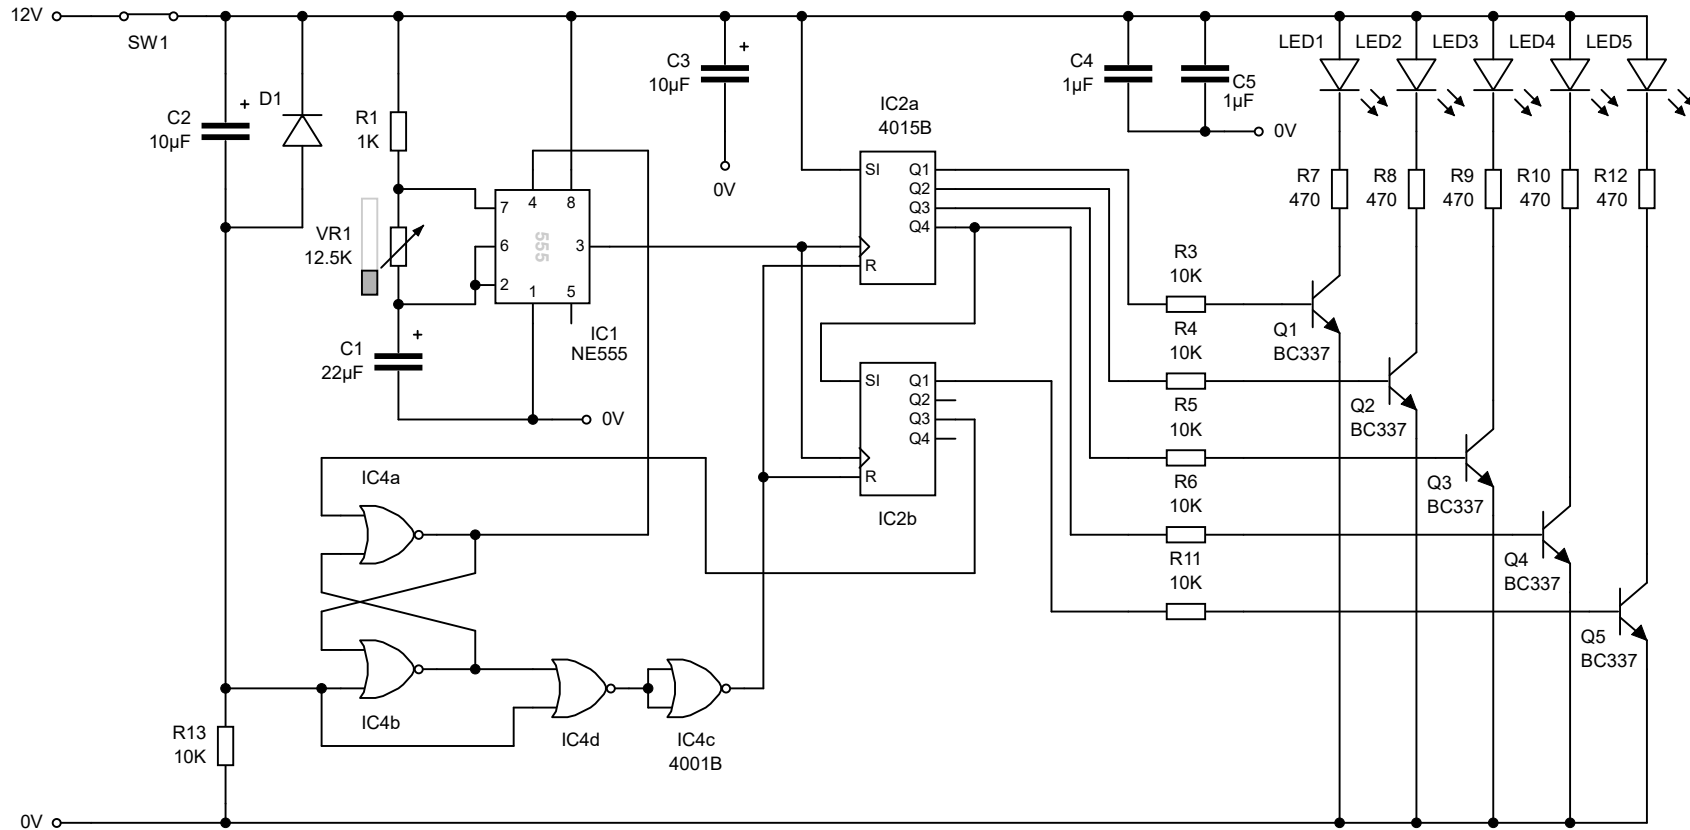 12V
SW1
C2
10µF
+
D1
R1
1K
VR1
12.5K
C1
22µF
+
7
6
2
4
8
3
1
5
555
IC1
NE555
0V
C3
10µF
+
0V
IC2a
4015B
SI
R
Q1
Q2
Q3
Q4
SI
R
Q1
Q2
Q3
Q4
IC2b
C4
1µF
C5
1µF
0V
LED1
LED2
LED3
LED4
LED5
R7
470
R8
470
R9
470
R10
470
R12
470
R3
10K
R4
10K
R5
10K
R6
10K
R11
10K
Q1
BC337
Q2
BC337
Q3
BC337
Q4
BC337
Q5
BC337
IC4a
IC4b
IC4d
IC4c
4001B
R13
10K
0V